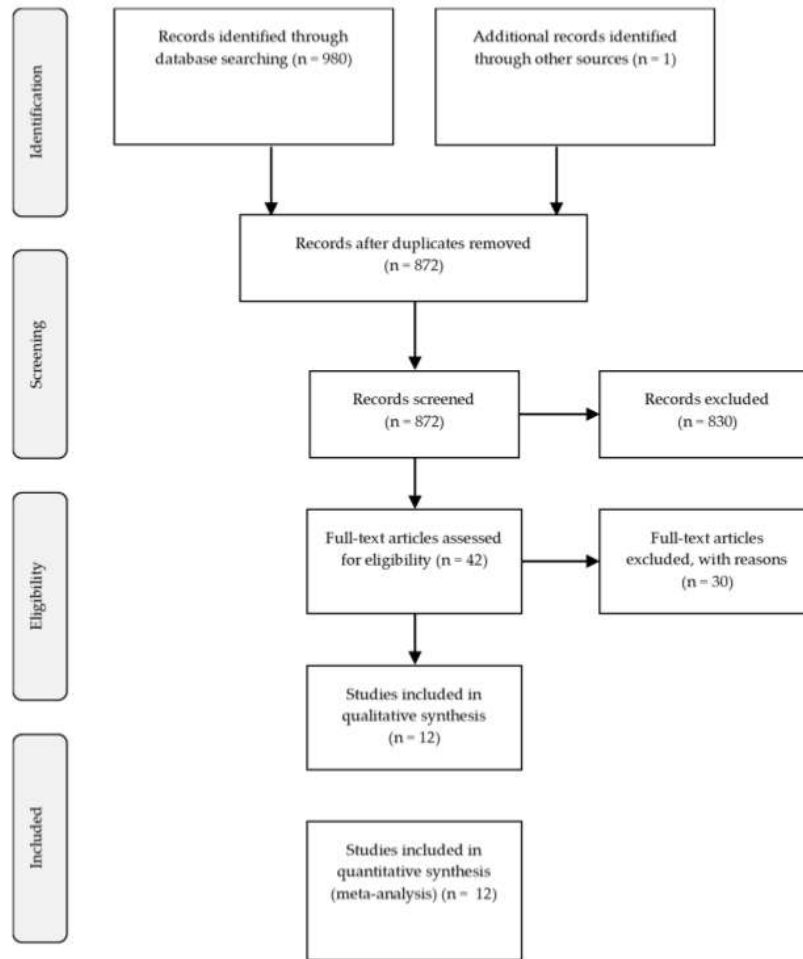 Identification
Records identified through
database searching (n = 980)
Additional records identified
through other sources (n = 1)
Records after duplicates removed
(n = 872)
Screening
Records screened
(n = 872)
Records excluded
(n = 830)
Eligibility
Full-text articles assessed
for eligibility (n = 42)
Full-text articles
excluded, with reasons
(n = 30)
Studies included in
qualitative synthesis
(n = 12)
Included
Studies included in
quantitative synthesis
(meta-analysis) (n = 12)